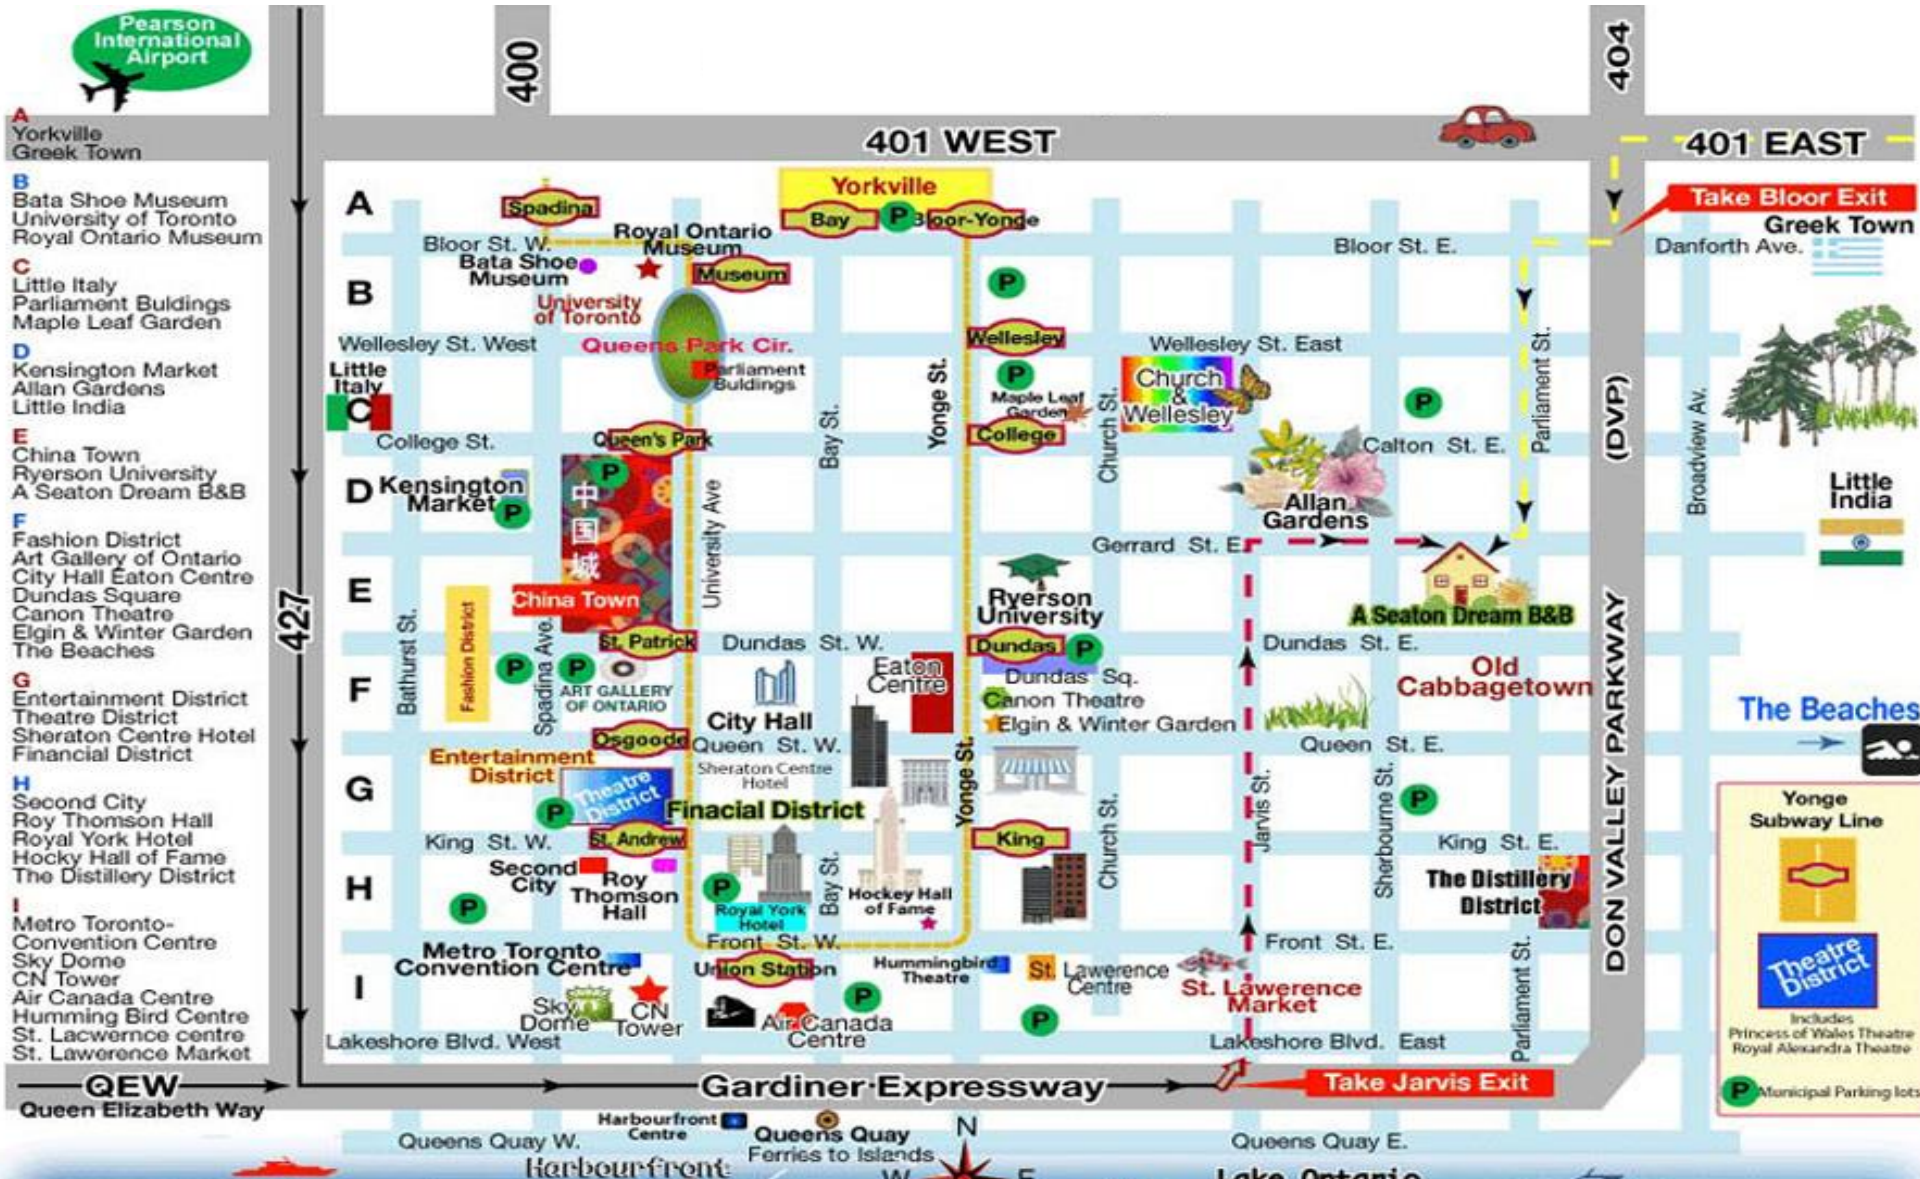 Pearson
International
Airport
400
404
A
Yorkville
Greek Town
B
Bata Shoe Museum
University of Toronto
Royal Ontario Museum
C
Little Italy
Parliament Buldings
Maple Leaf Garden
D
Kensington Market
Allan Gardens
Little India
E
China Town
Ryerson University
A Seaton Dream B&B
F
Fashion District
Art Gallery of Ontario
City Hall Eaton Centre
Dundas Square
Canon Theatre
Elgin & Winter Garden
The Beaches
G
Entertainment District
Theatre District
Sheraton Centre Hotel
Financial District
H
Second City
Roy Thomson Hall
Royal York Hotel
Hocky Hall of Fame
The Distillery District
I
Metro Toronto-
Convention Centre
Sky Dome
CN Tower
Air Canada Centre
Humming Bird Centre
St. Lacwernce centre
St. Lawerence Market
427
401 WEST
401 EAST
Take Bloor Exit
Greek Town
A
Spadina
Yorkville
Bay
P
Bloor-Yonge
Royal Ontario
Museum
Bloor St. W.
Bloor St. E.
Danforth Ave.
Bata Shoe
Museum
Museum
B
P
University
of Toronto
Wellesley
Wellesley St. West
Queens Park Cir.
Wellesley St. East
Little
Italy
C
Parliament
Buldings
P
Maple Leaf
Garden
Church
&
Wellesley
P
Yonge St.
Bay St.
Church St.
Parliament St.
(DVP)
Broadview Av.
College St.
Queen's Park
College
Calton St. E.
D
Kensington
Market
P
P
中
国
城
University Ave
Allan
Gardens
Little
India
Gerrard St. E.
E
China Town
Ryerson
University
A Seaton Dream B&B
Bathurst St.
Fashion District
Spadina Ave.
St. Patrick
Dundas St. W.
Dundas
P
Dundas St. E.
F
P
P
ART GALLERY
OF ONTARIO
City Hall
Eaton
Centre
Dundas Sq.
Canon Theatre
Elgin & Winter Garden
Old
Cabbagetown
DON VALLEY PARKWAY
The Beaches
Osgoode
Queen St. W.
Queen St. E.
Entertainment
District
Sheraton Centre
Hotel
G
Theatre
District
P
Finacial District
Yonge St.
Church St.
Jarvis St.
Sherbourne St.
P
King St. W.
St. Andrew
King
King St. E.
H
Second
City
Roy
Thomson
Hall
P
P
Royal York
Hotel
Bay St.
Hockey Hall
of Fame
The Distillery
District
Front St. W.
Front St. E.
Metro Toronto
Convention Centre
Union Station
Hummingbird
Theatre
St. Lawerence
Centre
St. Lawerence
Market
Parliament St.
I
Sky
Dome
CN
Tower
Air Canada
Centre
P
P
Lakeshore Blvd. West
Lakeshore Blvd. East
QEW
Queen Elizabeth Way
Gardiner Expressway
Take Jarvis Exit
Yonge
Subway Line
Theatre
District
Includes
Princess of Wales Theatre
Royal Alexandra Theatre
P Municipal Parking lots
Harbourfront
Centre
Queens Quay
Ferries to Islands
Queens Quay W.
Queens Quay E.
N
W
E
Harbourfront
Lake Ontario